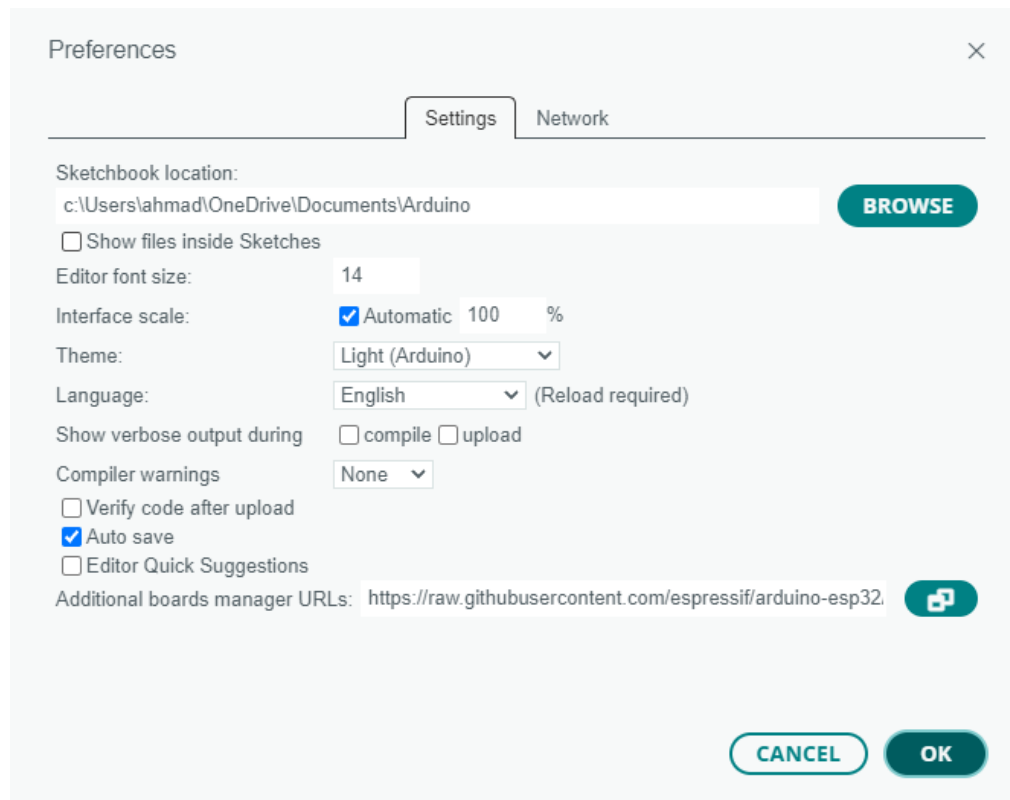 Preferences
Settings Network
Sketchbook location:
c:\Users\ahmad\OneDrive\Documents\Arduino
BROWSE
Show files inside Sketches
Editor font size: 14
Interface scale: Automatic 100 %
Theme: Light (Arduino)
Language: English (Reload required)
Show verbose output during compile upload
Compiler warnings None
Verify code after upload
Auto save
Editor Quick Suggestions
Additional boards manager URLs: https://raw.githubusercontent.com/espressif/arduino-esp32/
CANCEL OK